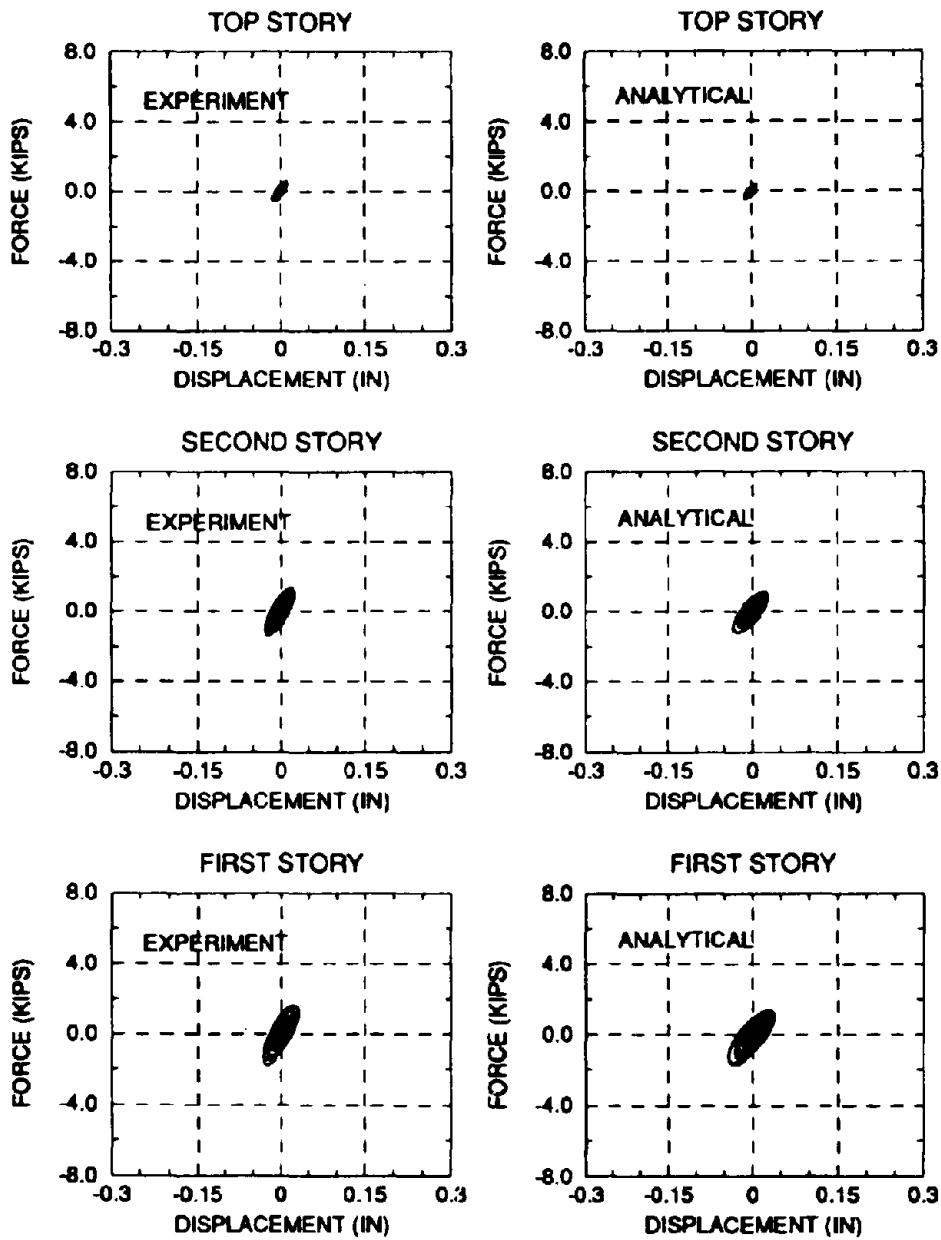 TOP STORY
8.0
EXPERIMENT
4.0
0.0
-4.0
-8.0
FORCE (KIPS)
-0.3 -0.15 0 0.15 0.3
DISPLACEMENT (IN)
TOP STORY
8.0
ANALYTICAL
4.0
0.0
-4.0
-8.0
FORCE (KIPS)
-0.3 -0.15 0 0.15 0.3
DISPLACEMENT (IN)
SECOND STORY
8.0
EXPERIMENT
4.0
0.0
-4.0
-8.0
FORCE (KIPS)
-0.3 -0.15 0 0.15 0.3
DISPLACEMENT (IN)
SECOND STORY
8.0
ANALYTICAL
4.0
0.0
-4.0
-8.0
FORCE (KIPS)
-0.3 -0.15 0 0.15 0.3
DISPLACEMENT (IN)
FIRST STORY
8.0
EXPERIMENT
4.0
0.0
-4.0
-8.0
FORCE (KIPS)
-0.3 -0.15 0 0.15 0.3
DISPLACEMENT (IN)
FIRST STORY
8.0
ANALYTICAL
4.0
0.0
-4.0
-8.0
FORCE (KIPS)
-0.3 -0.15 0 0.15 0.3
DISPLACEMENT (IN)